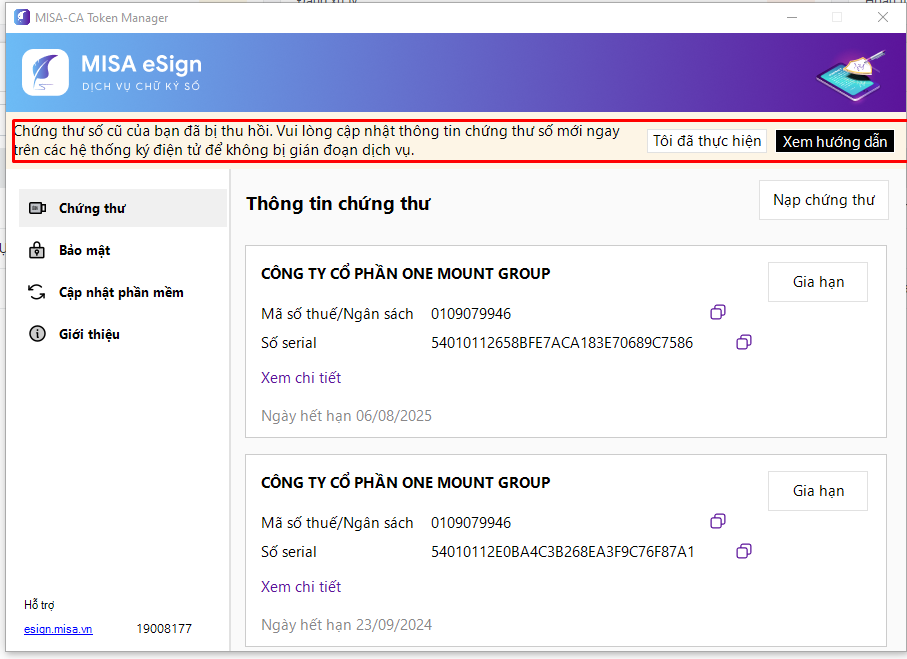 MISA-CA Token Manager
MISA eSign
DỊCH VỤ CHỮ KÝ SỐ
Chứng thư số cũ của bạn đã bị thu hồi. Vui lòng cập nhật thông tin chứng thư số mới ngay
trên các hệ thống ký điện tử để không bị gián đoạn dịch vụ.
Tôi đã thực hiện
Xem hướng dẫn
Chứng thư
Bảo mật
Cập nhật phần mềm
Giới thiệu
Thông tin chứng thư
Nạp chứng thư
CÔNG TY CỔ PHẦN ONE MOUNT GROUP
Gia hạn
Mã số thuế/Ngân sách 0109079946
Số serial 54010112658BFE7ACA183E70689C7586
Xem chi tiết
Ngày hết hạn 06/08/2025
CÔNG TY CỔ PHẦN ONE MOUNT GROUP
Gia hạn
Mã số thuế/Ngân sách 0109079946
Số serial 54010112E0BA4C3B268EA3F9C76F87A1
Xem chi tiết
Ngày hết hạn 23/09/2024
Hỗ trợ
esign.misa.vn 19008177